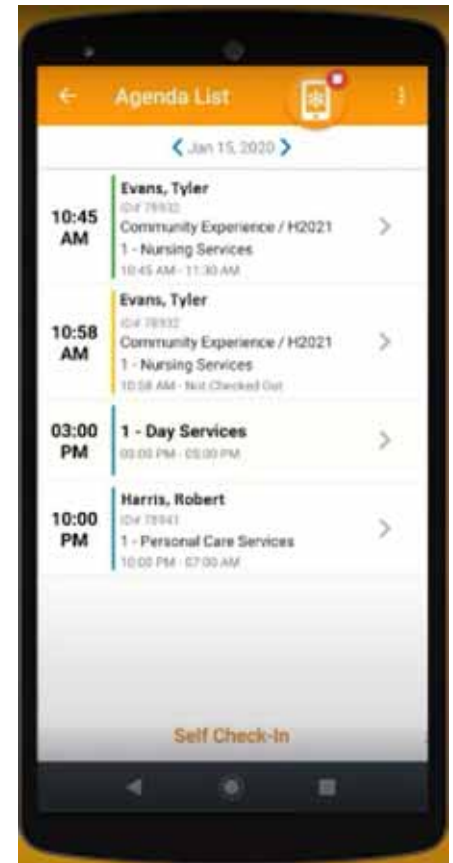 Agenda List
Jan 15, 2020
10:45 AM
Evans, Tyler
ID# 78932
Community Experience / H2021
1 - Nursing Services
10:45 AM - 11:30 AM
10:58 AM
Evans, Tyler
ID# 78932
Community Experience / H2021
1 - Nursing Services
10:58 AM - Not Checked Out
03:00 PM
1 - Day Services
03:00 PM - 05:00 PM
10:00 PM
Harris, Robert
ID# 78941
1 - Personal Care Services
10:00 PM - 07:00 AM
Self Check-In